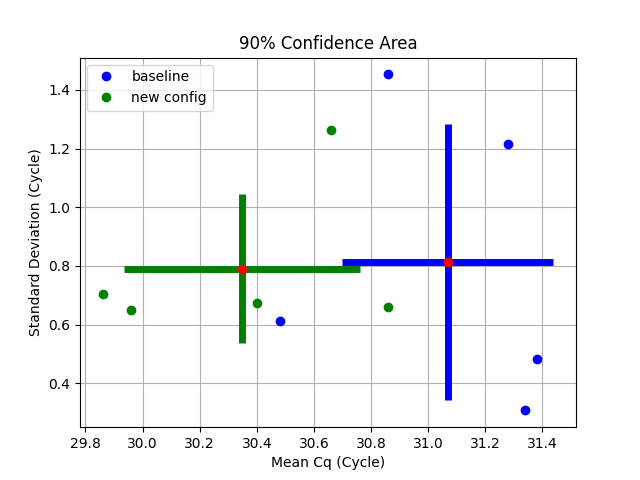 90% Confidence Area
baseline
new config
Standard Deviation (Cycle)
1.4
1.2
1.0
0.8
0.6
0.4
29.8 30.0 30.2 30.4 30.6 30.8 31.0 31.2 31.4
Mean Cq (Cycle)